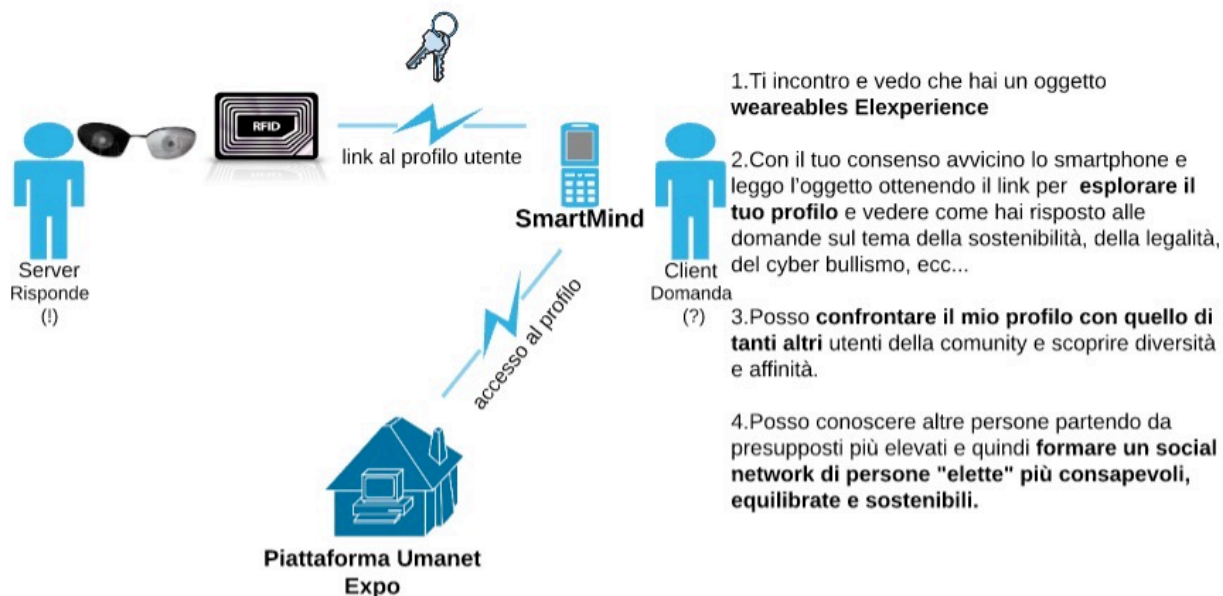 RFID
link al profilo utente
SmartMind
Server
Risponde
(!)
Client
Domanda
(?)
accesso al profilo
Piattaforma Umanet
Expo
1.Ti incontro e vedo che hai un oggetto
weareables Elexperience
2.Con il tuo consenso avvicino lo smartphone e
leggo l'oggetto ottenendo il link per esplorare il
tuo profilo e vedere come hai risposto alle
domande sul tema della sostenibilità, della legalità,
del cyber bullismo, ecc...
3.Posso confrontare il mio profilo con quello di
tanti altri utenti della comunity e scoprire diversità
e affinità.
4.Posso conoscere altre persone partendo da
presupposti più elevati e quindi formare un social
network di persone "elette" più consapevoli,
equilibrate e sostenibili.